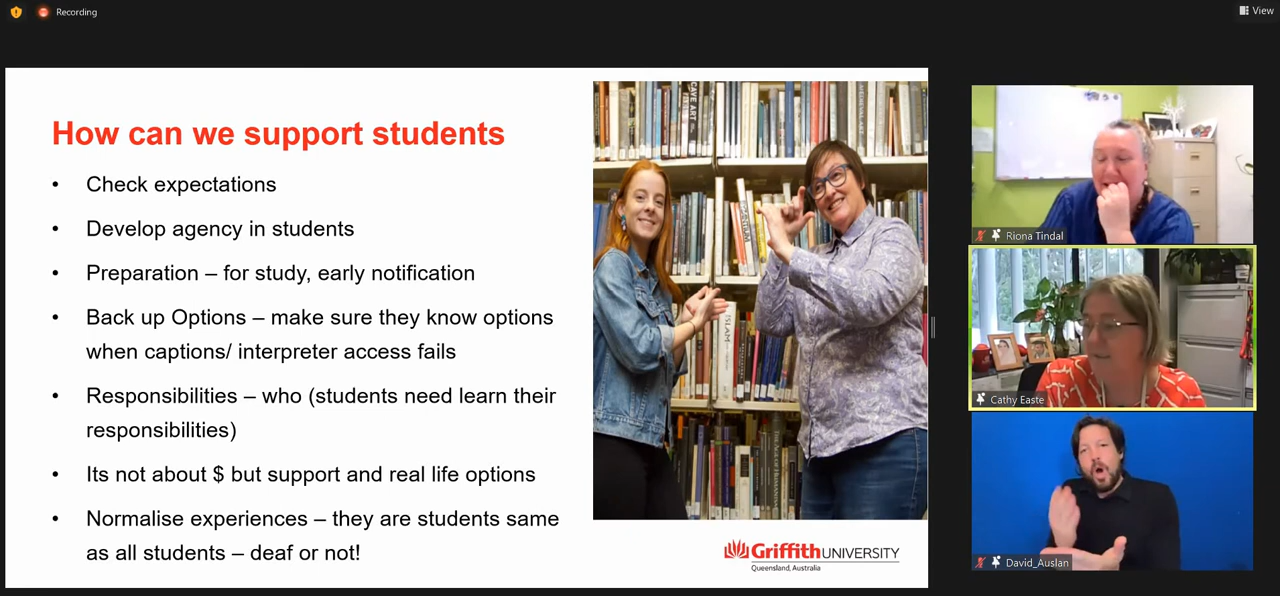 Recording
View
How can we support students
• Check expectations
• Develop agency in students
• Preparation – for study, early notification
• Back up Options – make sure they know options
when captions/ interpreter access fails
• Responsibilities – who (students need learn their
responsibilities)
• Its not about $ but support and real life options
• Normalise experiences – they are students same
as all students – deaf or not!
CAVE ART
ISLAM
Griffith UNIVERSITY
Queensland, Australia
Riona Tindal
Cathy Easte
David_Auslan